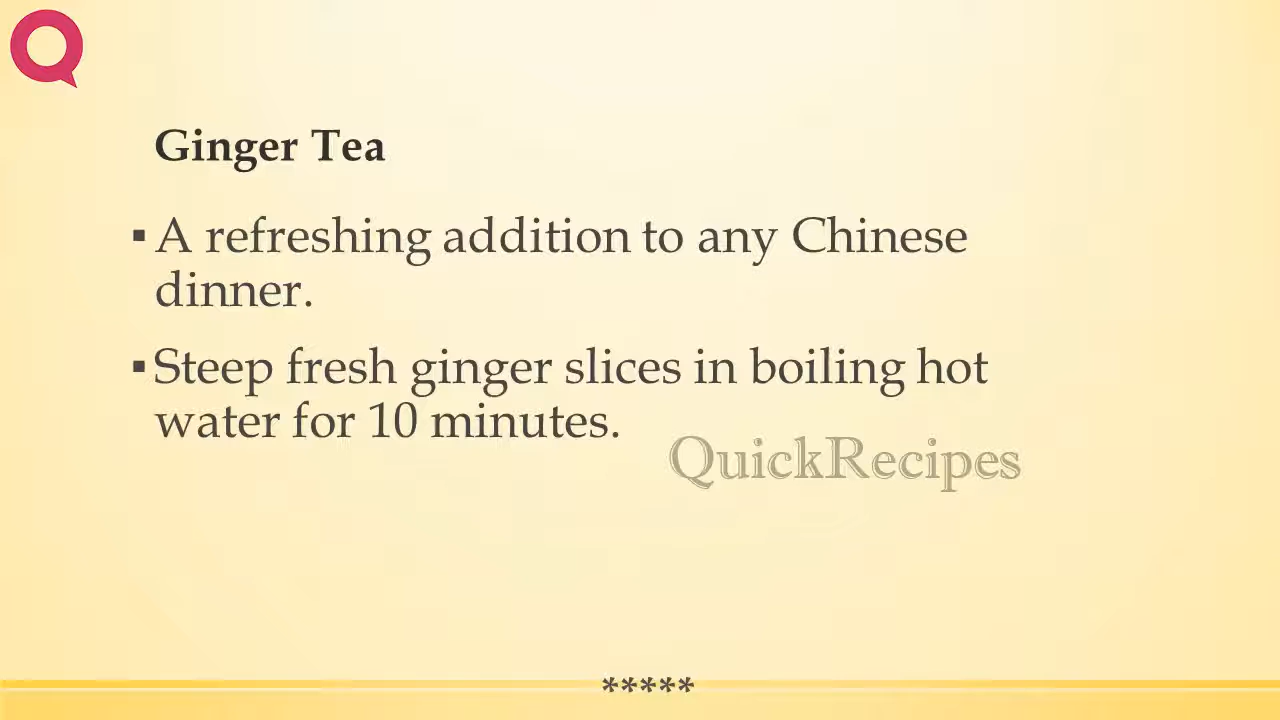 Ginger Tea
▪ A refreshing addition to any Chinese
dinner.
▪ Steep fresh ginger slices in boiling hot
water for 10 minutes.
QuickRecipes
*****